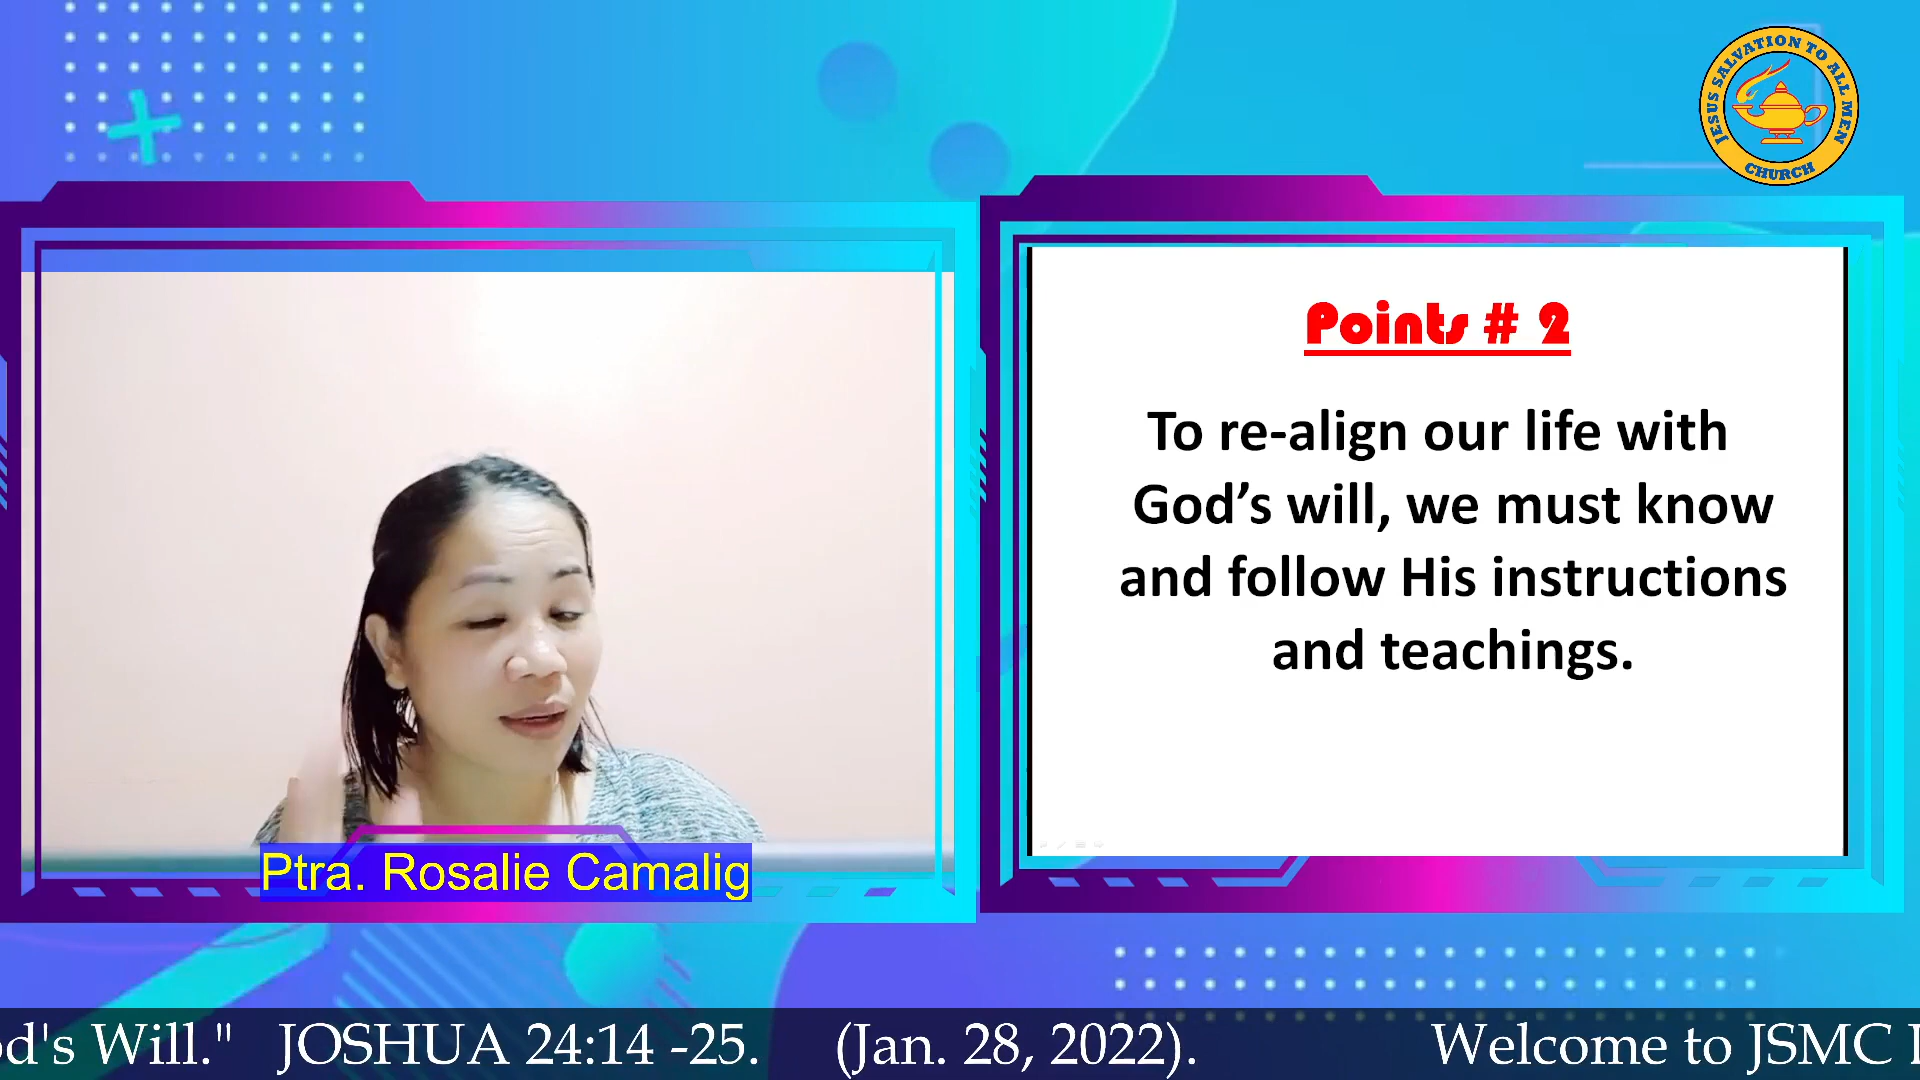 JESUS SALVATION TO ALL MEN
CHURCH
Points # 2
To re-align our life with
God’s will, we must know
and follow His instructions
and teachings.
Ptra. Rosalie Camalig
od's Will." JOSHUA 24:14 -25. (Jan. 28, 2022). Welcome to JSMC